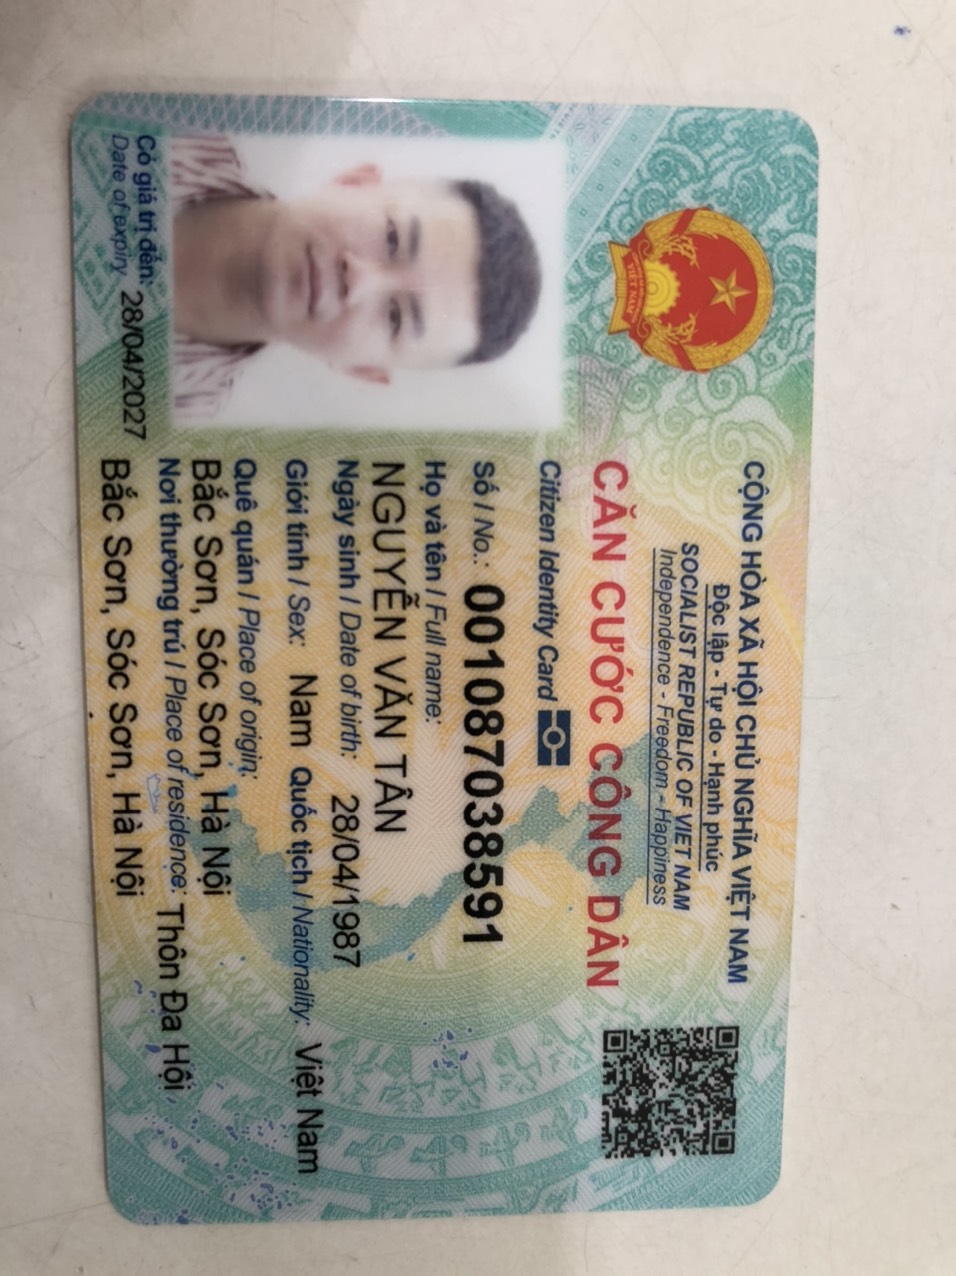 CỘNG HÒA XÃ HỘI CHỦ NGHĨA VIỆT NAM
Độc lập - Tự do - Hạnh phúc
SOCIALIST REPUBLIC OF VIET NAM
Independence - Freedom - Happiness
CĂN CƯỚC CÔNG DÂN
Citizen Identity Card
Số / No.: 001087038591
Họ và tên / Full name:
NGUYỄN VĂN TÂN
Ngày sinh / Date of birth: 28/04/1987
Giới tính / Sex: Nam Quốc tịch / Nationality: Việt Nam
Quê quán / Place of origin:
Bắc Sơn, Sóc Sơn, Hà Nội
Nơi thường trú / Place of residence: Thôn Đa Hội
Bắc Sơn, Sóc Sơn, Hà Nội
Có giá trị đến: 28/04/2027
Date of expiry
VIỆT NAM